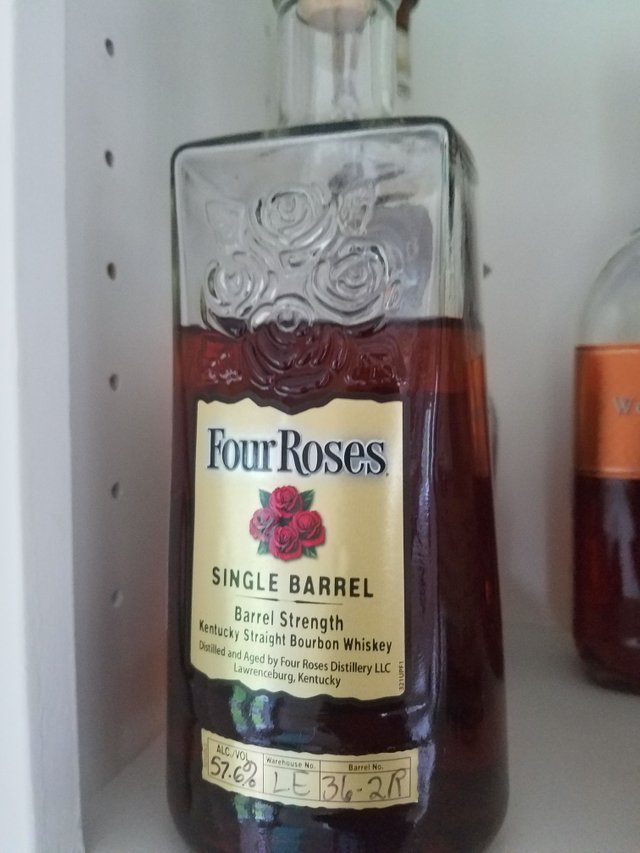 Four Roses
SINGLE BARREL
Barrel Strength
Kentucky Straight Bourbon Whiskey
Distilled and Aged by Four Roses Distillery LLC
Lawrenceburg, Kentucky
ALC./VOL Warehouse No. Barrel No.
57.6% LE 36-2R